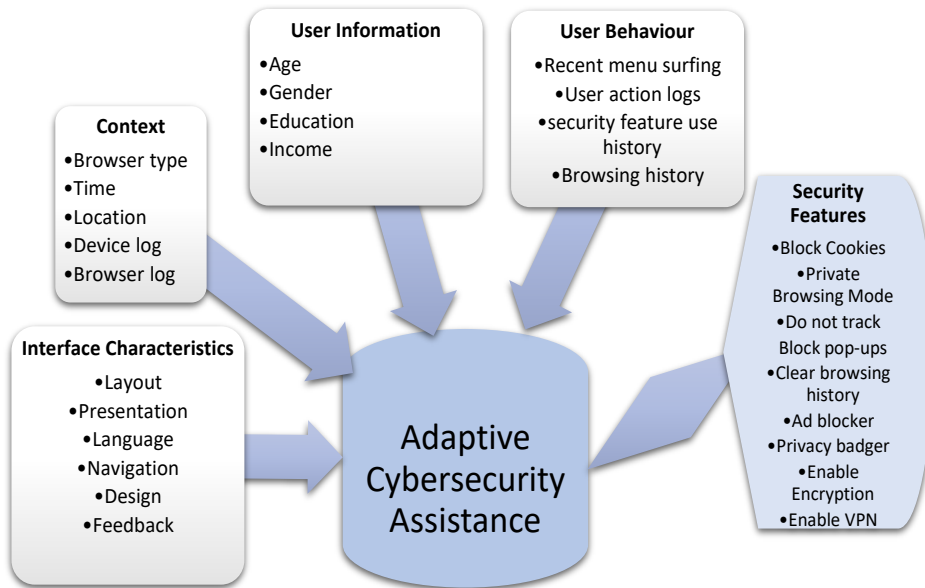 User Information
•Age
•Gender
•Education
•Income
User Behaviour
•Recent menu surfing
•User action logs
•security feature use
history
•Browsing history
Context
•Browser type
•Time
•Location
•Device log
•Browser log
Security
Features
•Block Cookies
•Private
Browsing Mode
•Do not track
Block pop-ups
•Clear browsing
history
•Ad blocker
•Privacy badger
•Enable
Encryption
•Enable VPN
Interface Characteristics
•Layout
•Presentation
•Language
•Navigation
•Design
•Feedback
Adaptive
Cybersecurity
Assistance